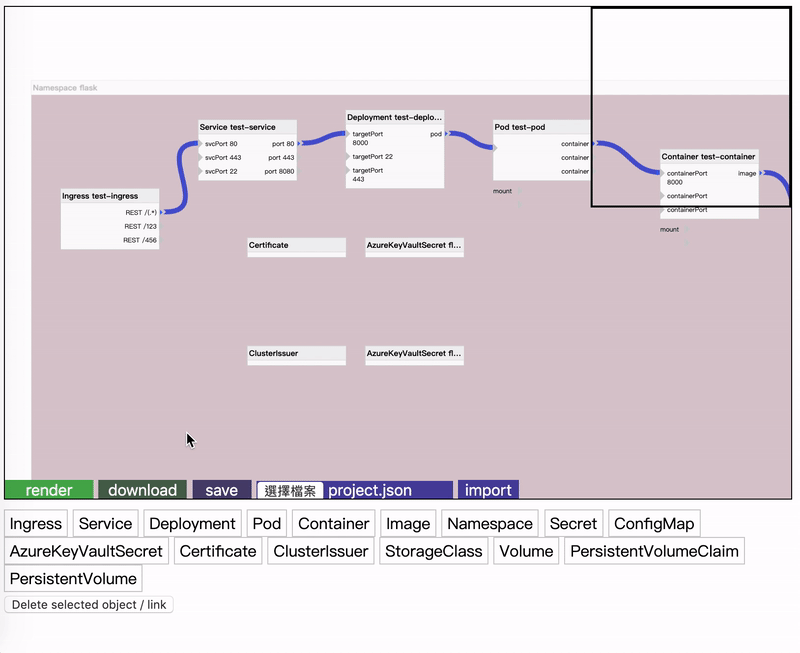 Namespace flask
Ingress test-ingress
REST /(.*)
REST /123
REST /456
Service test-service
svcPort 80 port 80
svcPort 443 port 443
svcPort 22 port 8080
Deployment test-deplo...
targetPort 8000 pod
targetPort 22
targetPort 443
Pod test-pod
container
container
container
mount
Container test-container
containerPort 8000 image
containerPort
containerPort
mount
Certificate
AzureKeyVaultSecret fl...
ClusterIssuer
AzureKeyVaultSecret fl...
render download save 選擇檔案 project.json import
Ingress Service Deployment Pod Container Image Namespace Secret ConfigMap
AzureKeyVaultSecret Certificate ClusterIssuer StorageClass Volume PersistentVolumeClaim
PersistentVolume
Delete selected object / link